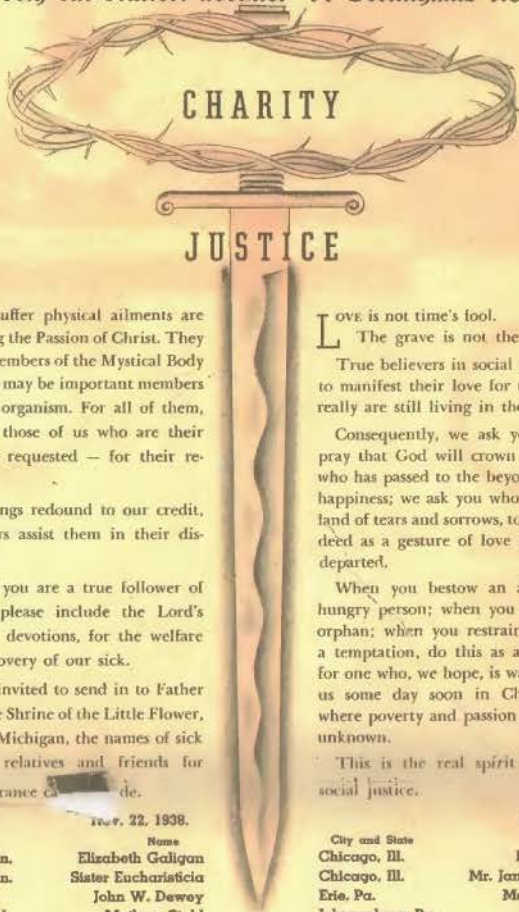 CHARITY
JUSTICE
uffer physical ailments are
g the Passion of Christ. They
embers of the Mystical Body
may be important members
organism. For all of them,
those of us who are their
requested — for their re-
ngs redound to our credit,
rs assist them in their dis-
you are a true follower of
please include the Lord's
devotions, for the welfare
overy of our sick.
invited to send in to Father
e Shrine of the Little Flower,
Michigan, the names of sick
relatives and friends for
rance ca de.
Nov. 22, 1938.
Name
n. Elizabeth Galigan
n. Sister Eucharisticia
John W. Dewey
LOVE is not time's fool.
The grave is not the
True believers in social
to manifest their love for
really are still living in the
Consequently, we ask y
pray that God will crown
who has passed to the beyo
happiness; we ask you who
land of tears and sorrows, to
deed as a gesture of love
departed.
When you bestow an a
hungry person; when you
orphan; when you restrain
a temptation, do this as a
for one who, we hope, is wa
us some day soon in Ch
where poverty and passion
unknown.
This is the real spirit
social justice.
City and State
Chicago, Ill.
Chicago, Ill. Mr. Jan
Erie, Pa.